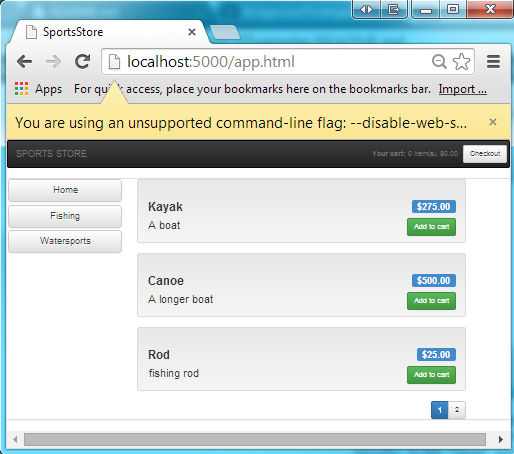 SportsStore
localhost:5000/app.html
Apps For quick access, place your bookmarks here on the bookmarks bar. Import ...
You are using an unsupported command-line flag: --disable-web-s...
SPORTS STORE Your cart: 0 item(s), $0.00 Checkout
Home
Fishing
Watersports
Kayak $275.00
A boat Add to cart
Canoe $500.00
A longer boat Add to cart
Rod $25.00
fishing rod Add to cart
1 2